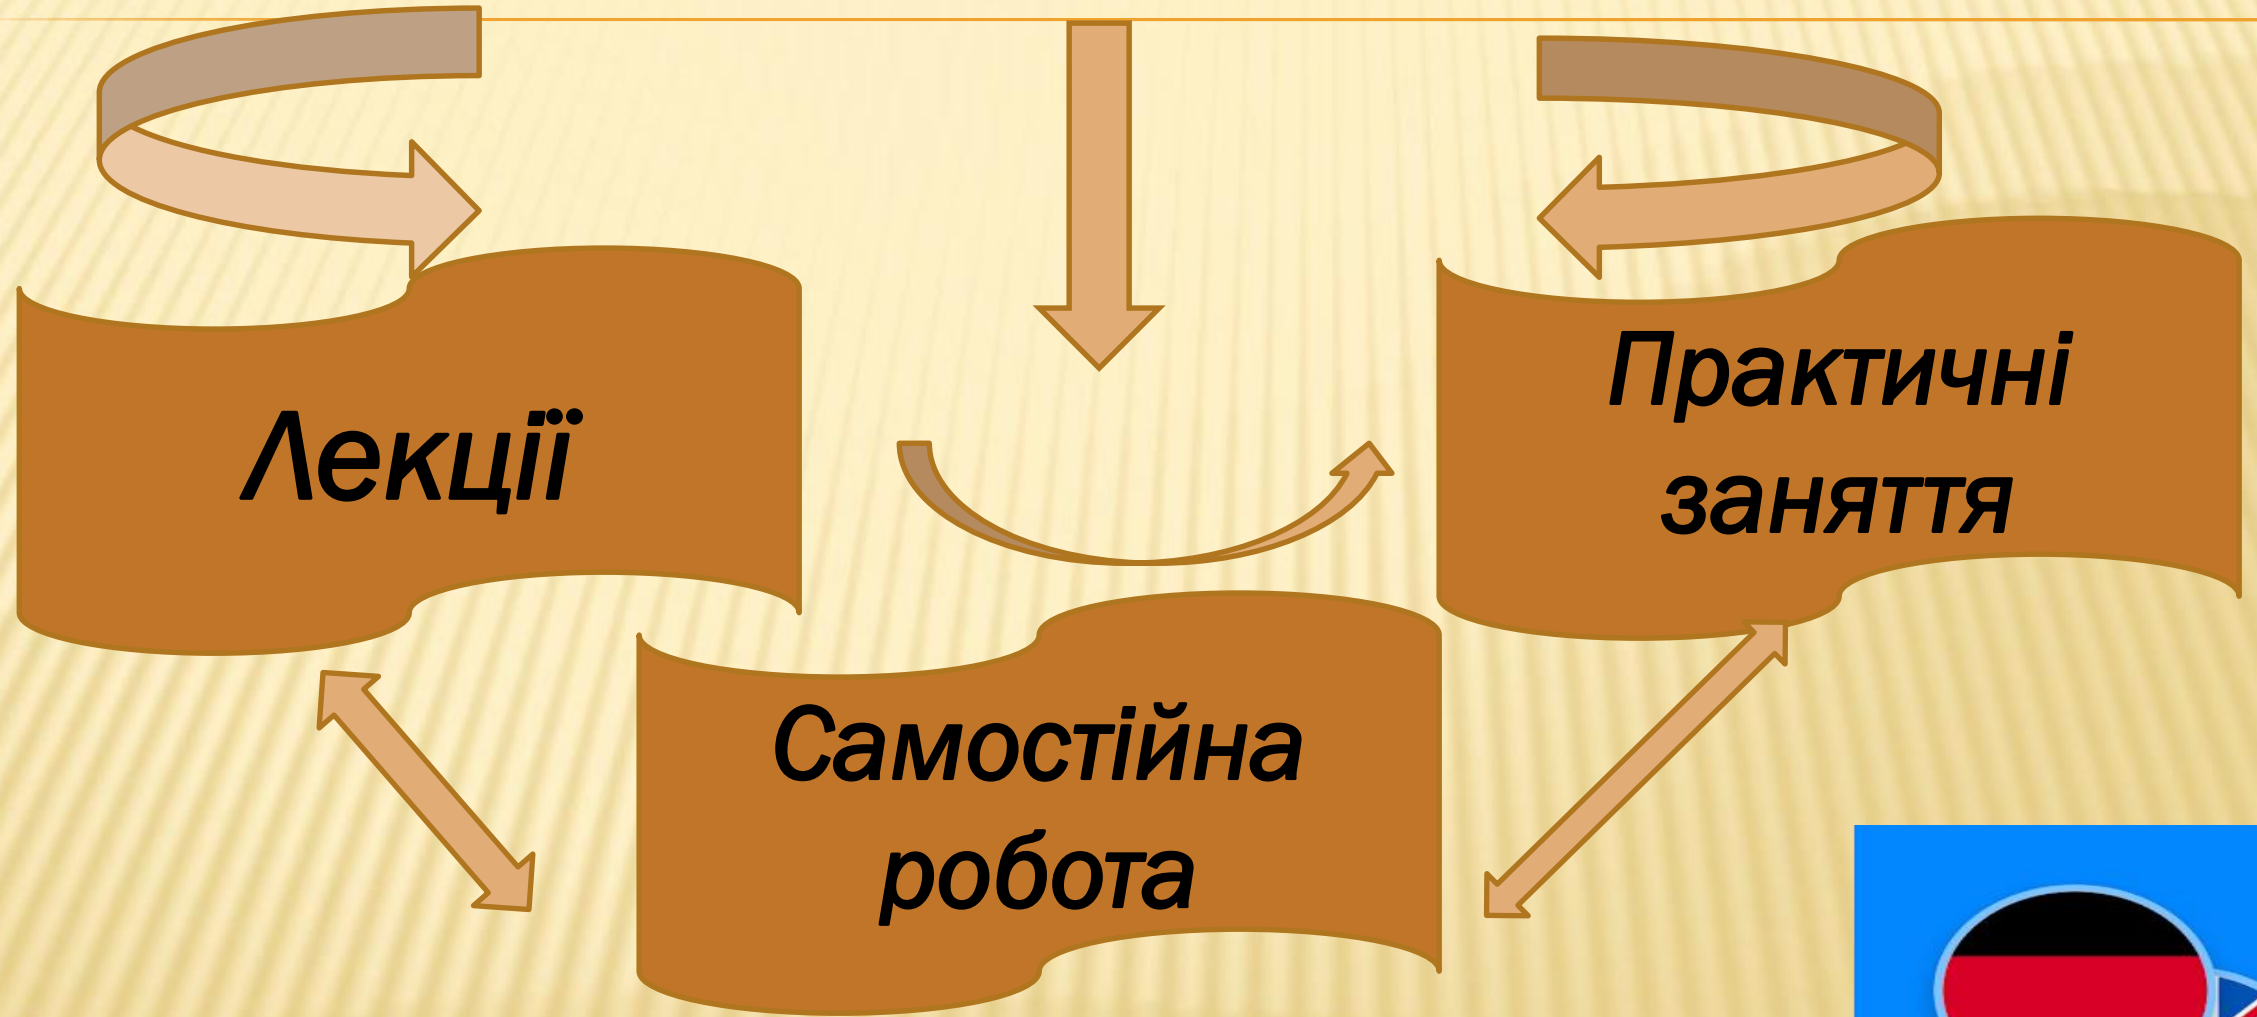 Лекції
Практичні
заняття
Самостійна
робота